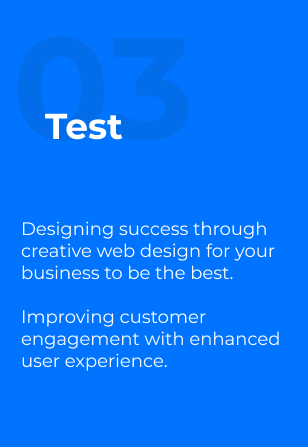 03
Test
Designing success through
creative web design for your
business to be the best.
Improving customer
engagement with enhanced
user experience.